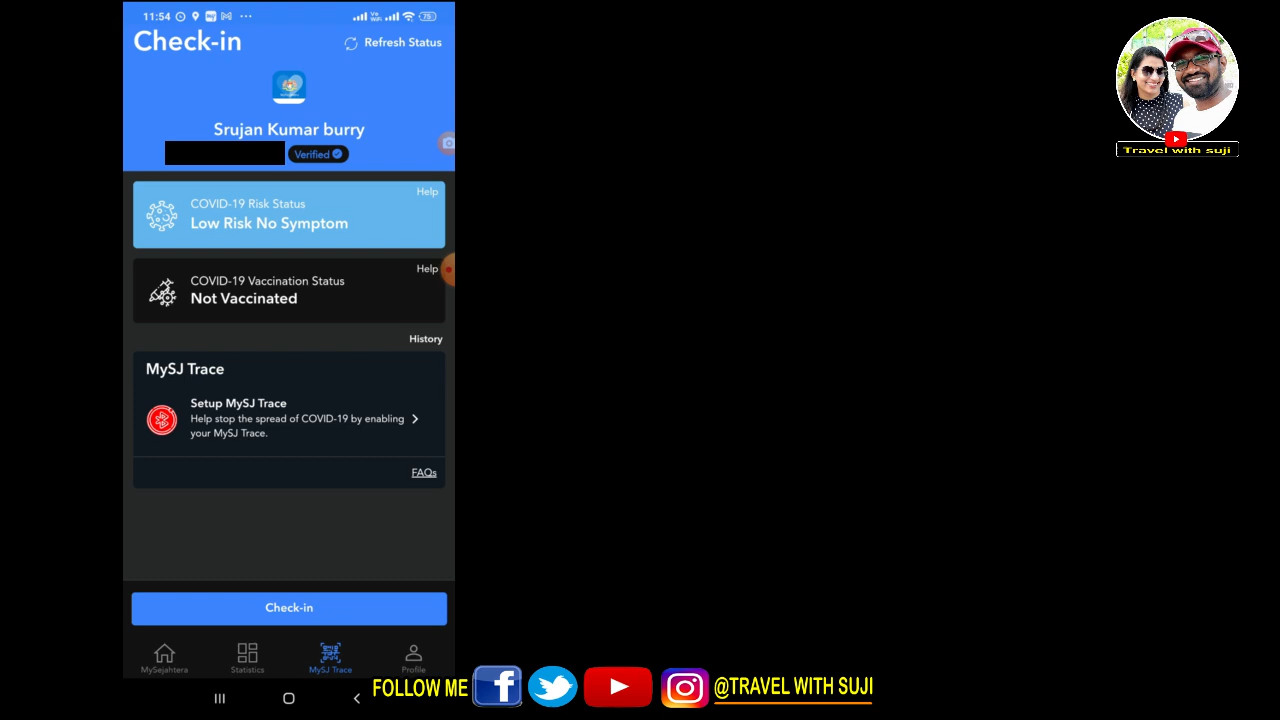 11:54
75
Check-in
Refresh Status
Srujan Kumar burry
Verified
Help
COVID-19 Risk Status
Low Risk No Symptom
Help
COVID-19 Vaccination Status
Not Vaccinated
History
MySJ Trace
Setup MySJ Trace
Help stop the spread of COVID-19 by enabling
your MySJ Trace.
FAQs
Check-in
MySejahtera
Statistics
MySJ Trace
Profile
FOLLOW ME
@TRAVEL WITH SUJI
Travel with suji